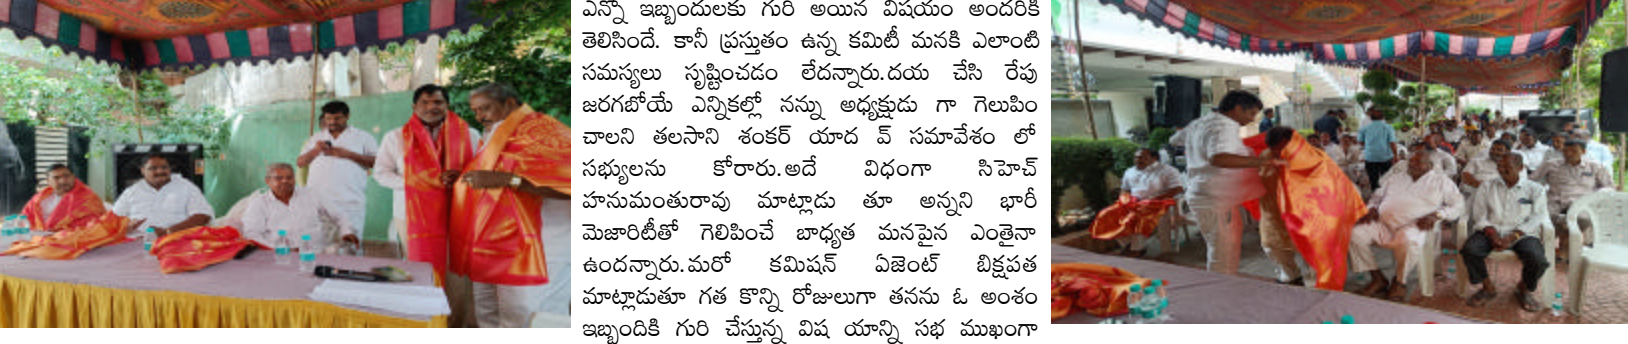 ఎన్నో ఇబ్బందులకు గురి అయిన విషయం అందరికి
తెలిసిందే. కానీ ప్రస్తుతం ఉన్న కమిటీ మనకి ఎలాంటి
సమస్యలు సృష్టించడం లేదన్నారు.దయ చేసి రేపు
జరగబోయే ఎన్నికల్లో నన్ను అధ్యక్షుడు గా గెలుపిం
చాలని తలసాని శంకర్ యాద వ్ సమావేశం లో
సభ్యులను కోరారు.అదే విధంగా సిహెచ్
హనుమంతురావు మాట్లాడు తూ అన్నని భారీ
మెజారిటీతో గెలిపించే బాధ్యత మనపైన ఎంతైనా
ఉందన్నారు.మరో కమిషన్ ఏజెంట్ బిక్షపత
మాట్లాడుతూ గత కొన్ని రోజులుగా తనను ఓ అంశం
ఇబ్బందికి గురి చేస్తున్న విష యాన్ని సభ ముఖంగా